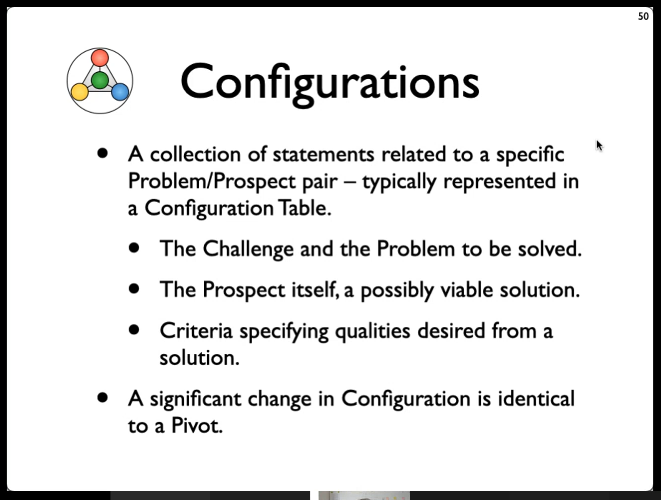 50
Configurations
• A collection of statements related to a specific
Problem/Prospect pair – typically represented in
a Configuration Table.
• The Challenge and the Problem to be solved.
• The Prospect itself, a possibly viable solution.
• Criteria specifying qualities desired from a
solution.
• A significant change in Configuration is identical
to a Pivot.